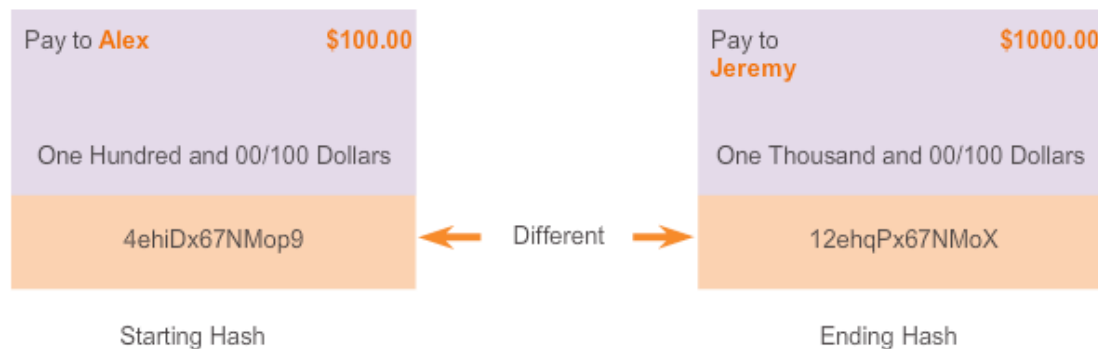 Pay to Alex $100.00
One Hundred and 00/100 Dollars
4ehiDx67NMop9
Starting Hash
Different
Pay to $1000.00
Jeremy
One Thousand and 00/100 Dollars
12ehqPx67NMoX
Ending Hash